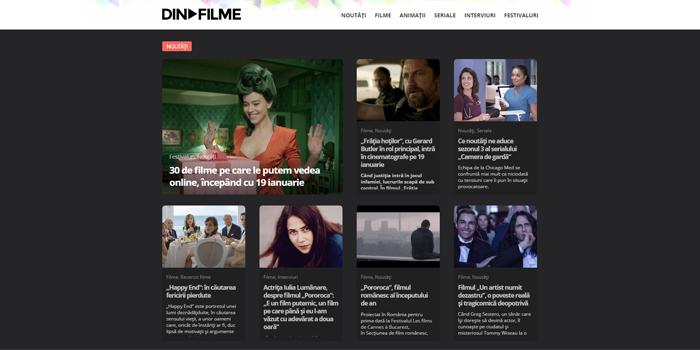 DINFILME
NOUTĂȚI FILME ANIMAȚII SERIALE INTERVIURI FESTIVALURI
NOUTĂȚI
Festivaluri, Noutăți
30 de filme pe care le putem vedea
online, începând cu 19 ianuarie
Filme, Noutăți
„Frăția hoților”, cu Gerard
Butler în rol principal, intră
în cinematografe pe 19
ianuarie
Când justiția intră în jocul
infamiei, lucrurile scapă de sub
control. În filmul „Frăția
Noutăți, Seriale
Ce noutăți ne aduce
sezonul 3 al serialului
„Camera de gardă”
Echipa de la Chicago Med se
confruntă mai mult ca niciodată
cu tensiuni care îi pun în situații
provocatoare.
Filme, Recenzii filme
„Happy End”: în căutarea
fericirii pierdute
„Happy End” este portretul unei
lumi dezrădăcinate, în căutarea
sensului vieții, a unor oameni
care, oricât de înstăriți ar fi, duc
lipsă de motivații și argumente
Filme, Interviuri
Actrița Iulia Lumânare,
despre filmul „Pororoca”:
„E un film puternic, un film
pe care până și eu l-am
văzut cu adevărat a doua
oară”
Filme, Noutăți
„Pororoca”, filmul
românesc al începutului
de an
Proiectat în România pentru
prima dată la Festivalul Les films
de Cannes à Bucarest,
în Secțiunea de film românesc,
Filme, Noutăți
Filmul „Un artist numit
dezastru”, o poveste reală
și tragicomică deopotrivă
Când Greg Sestero, un tânăr care
își dorește să devină actor, îl
cunoaște pe ciudatul și
misteriosul Tommy Wiseau la o